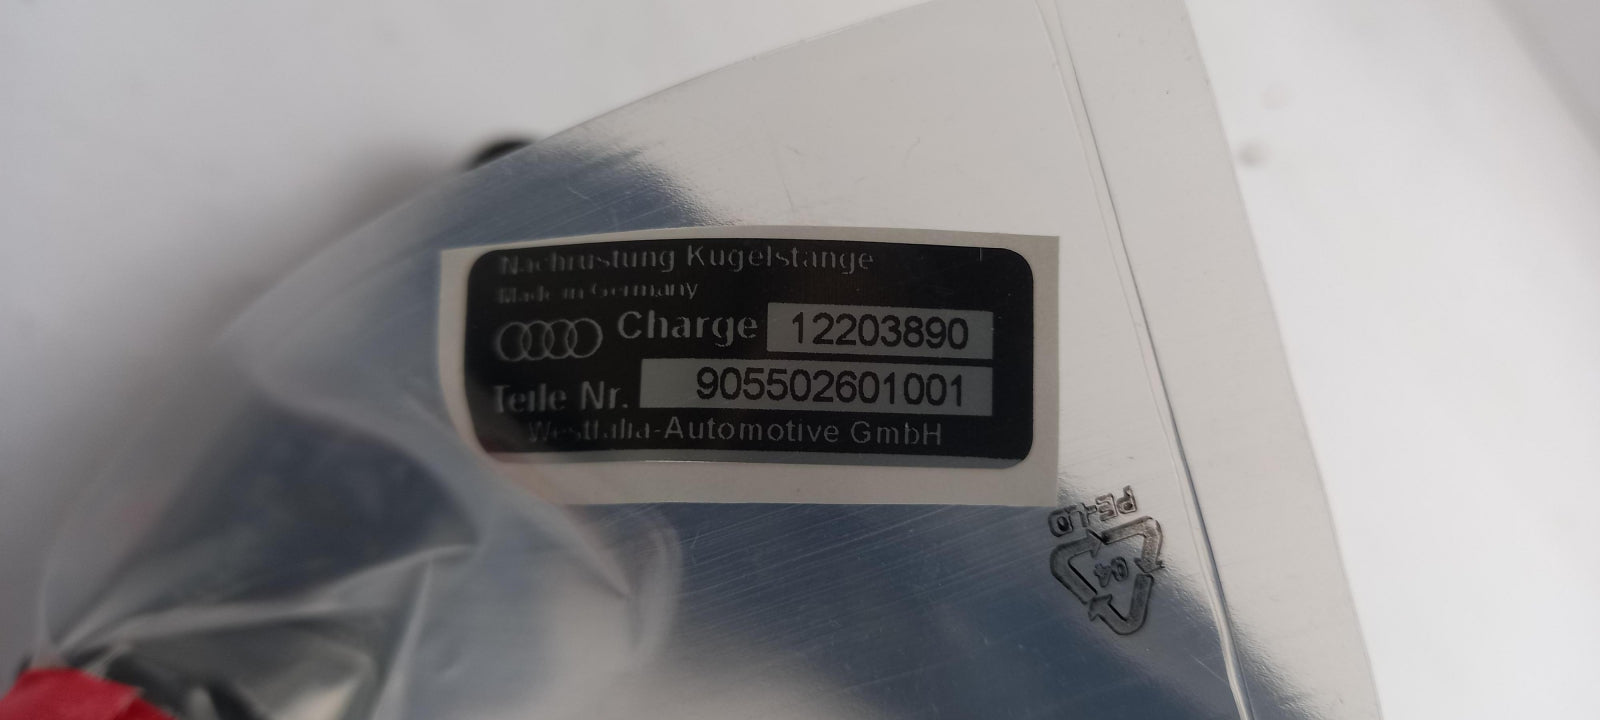 Nachrüstung Kugelstange
Made in Germany
Charge 12203890
Teile Nr. 905502601001
Westfalia-Automotive GmbH
PE-LD
04